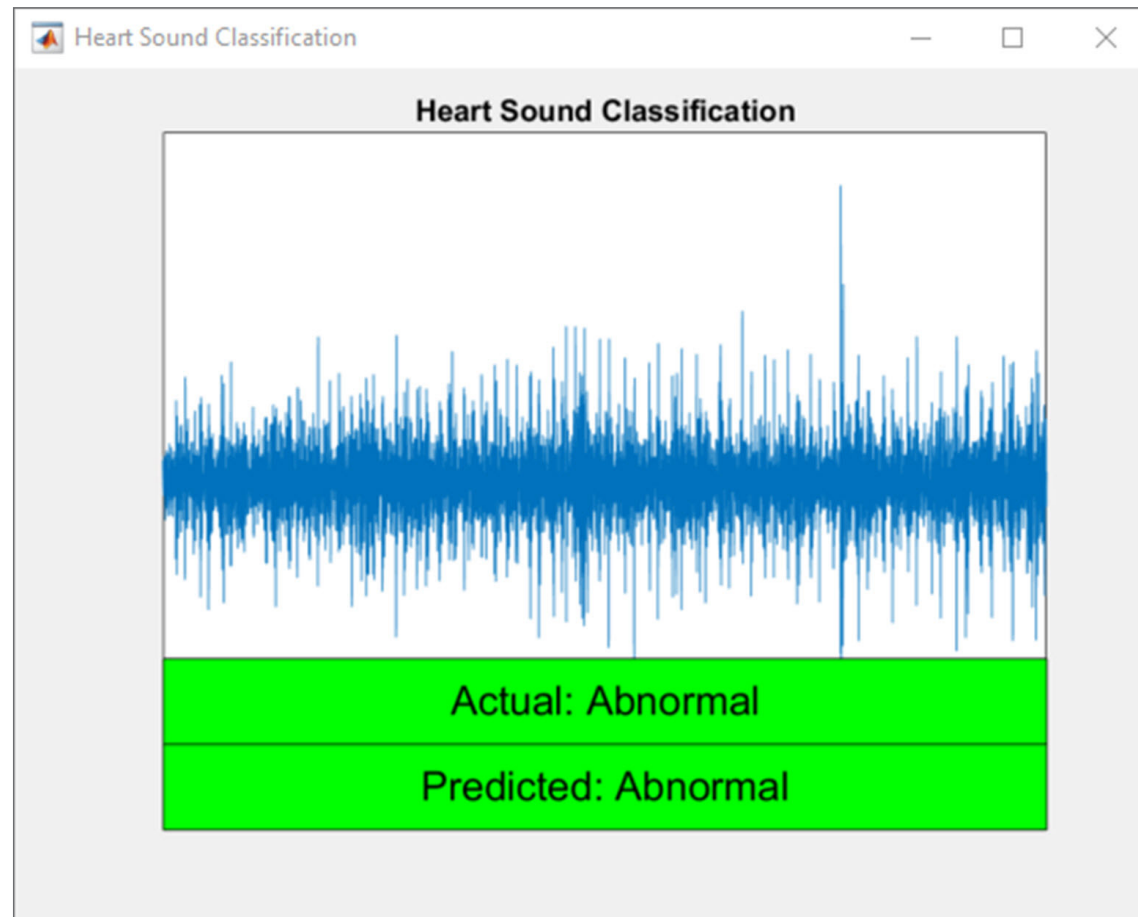 Heart Sound Classification
Heart Sound Classification
Actual: Abnormal
Predicted: Abnormal